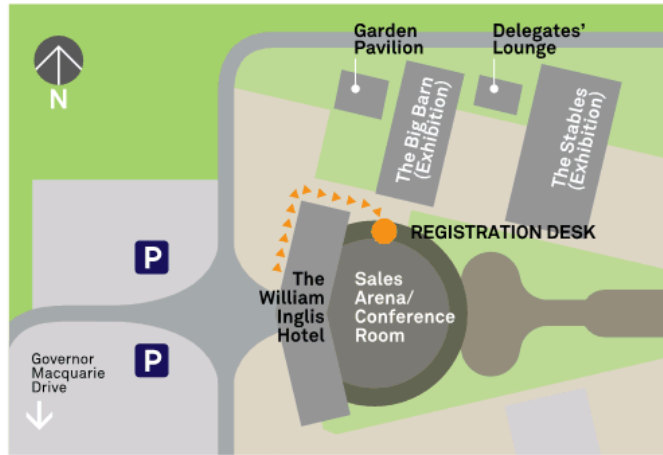 Garden
Pavilion
Delegates'
Lounge
N
The Big Barn
(Exhibition)
The Stables
(Exhibition)
REGISTRATION DESK
P
The
William
Inglis
Hotel
Sales
Arena/
Conference
Room
P
Governor
Macquarie
Drive